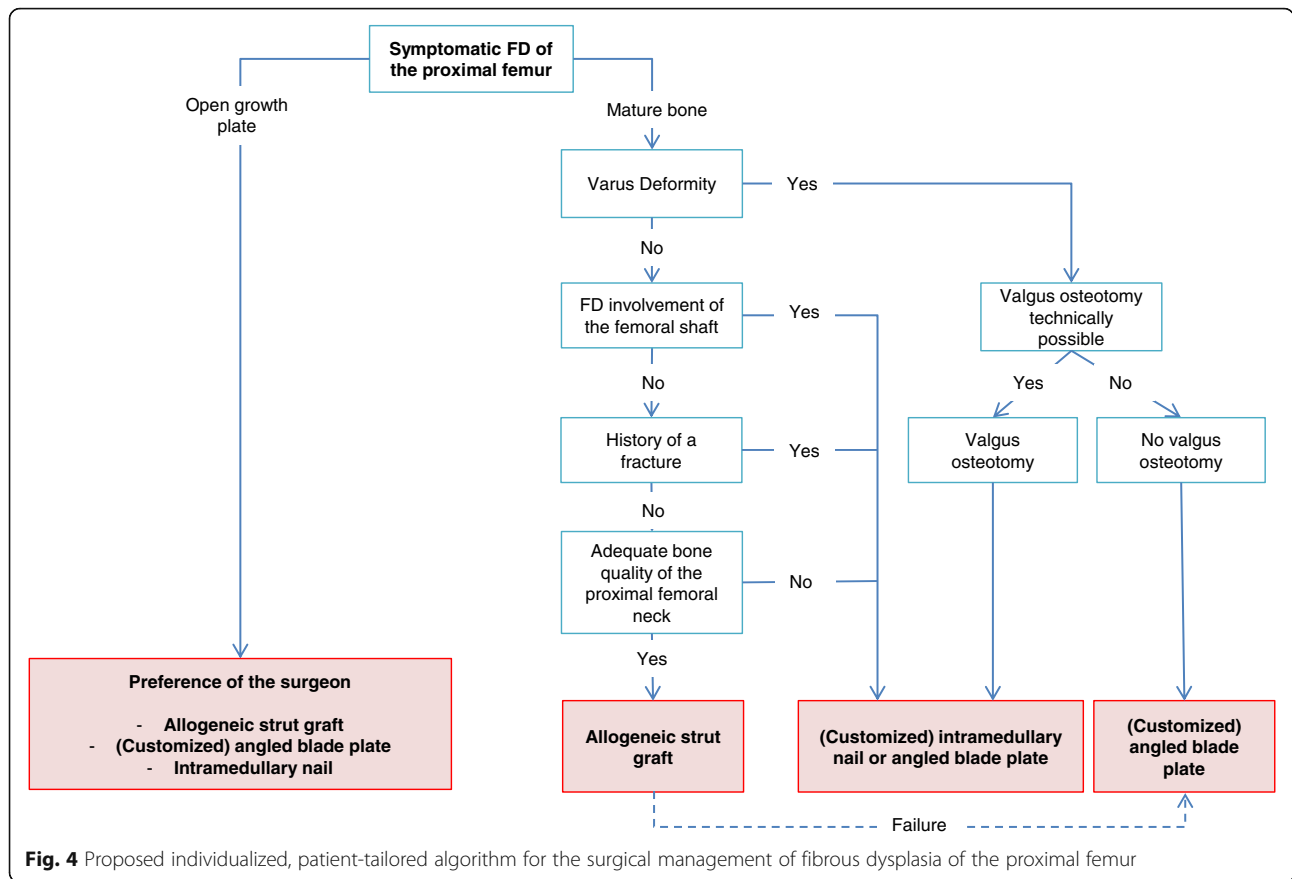 Symptomatic FD of
the proximal femur
Open growth
plate
Mature bone
Varus Deformity
Yes
No
FD involvement of
the femoral shaft
Yes
Valgus osteotomy
technically
possible
No
Yes
No
History of a
fracture
Yes
Valgus
osteotomy
No valgus
osteotomy
No
Adequate bone
quality of the
proximal femoral
neck
No
Yes
Preference of the surgeon
- Allogeneic strut graft
- (Customized) angled blade plate
- Intramedullary nail
Allogeneic strut
graft
(Customized) intramedullary
nail or angled blade plate
(Customized)
angled blade
plate
Failure
Fig. 4 Proposed individualized, patient-tailored algorithm for the surgical management of fibrous dysplasia of the proximal femur